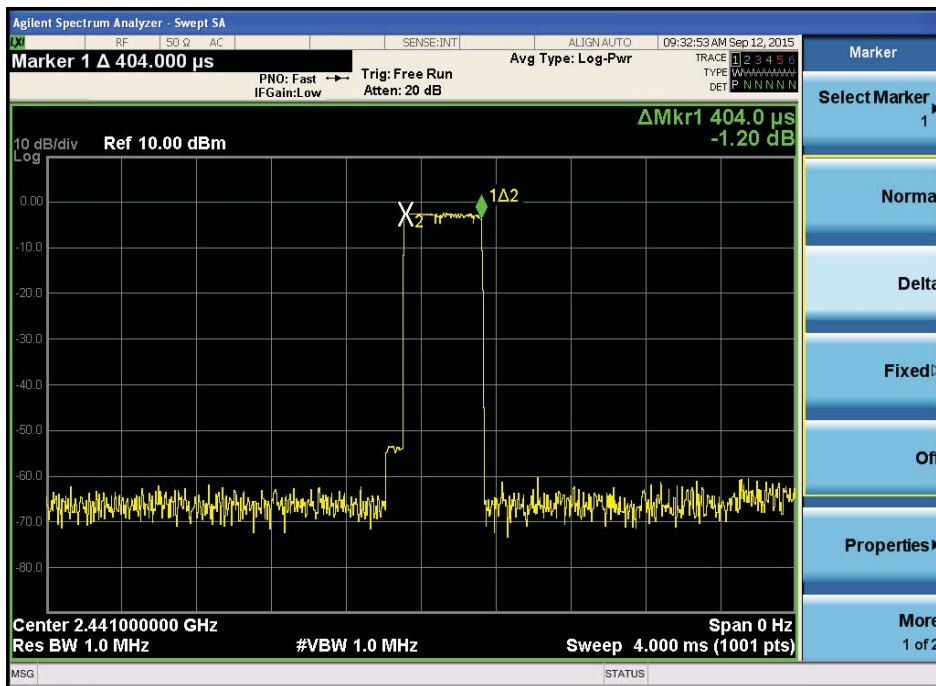 Agilent Spectrum Analyzer - Swept SA
LXI RF 50 Ω AC SENSE:INT ALIGN AUTO 09:32:53 AM Sep 12, 2015
Marker 1 Δ 404.000 µs
PNO: Fast
IFGain:Low
Trig: Free Run
Atten: 20 dB
Avg Type: Log-Pwr
TRACE 1 2 3 4 5 6
TYPE WWWWWW
DET P N N N N N
ΔMkr1 404.0 µs
-1.20 dB
10 dB/div Ref 10.00 dBm
Log
0.00
-10.0
-20.0
-30.0
-40.0
-50.0
-60.0
-70.0
-80.0
X2
1Δ2
Center 2.441000000 GHz Span 0 Hz
Res BW 1.0 MHz #VBW 1.0 MHz Sweep 4.000 ms (1001 pts)
MSG STATUS
Marker
Select Marker
1
Norma
Delta
Fixed
Off
Properties
More
1 of 2